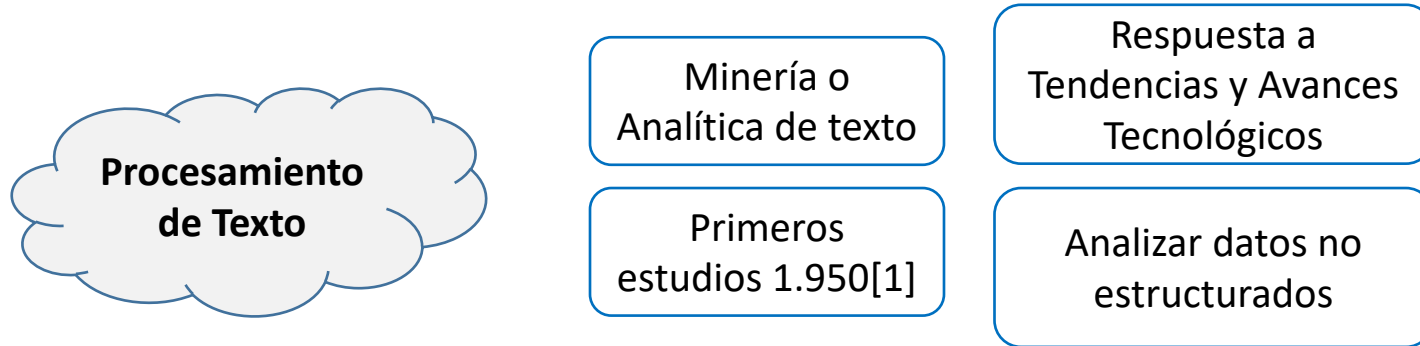 Procesamiento
de Texto
Minería o
Analítica de texto
Respuesta a
Tendencias y Avances
Tecnológicos
Primeros
estudios 1.950[1]
Analizar datos no
estructurados